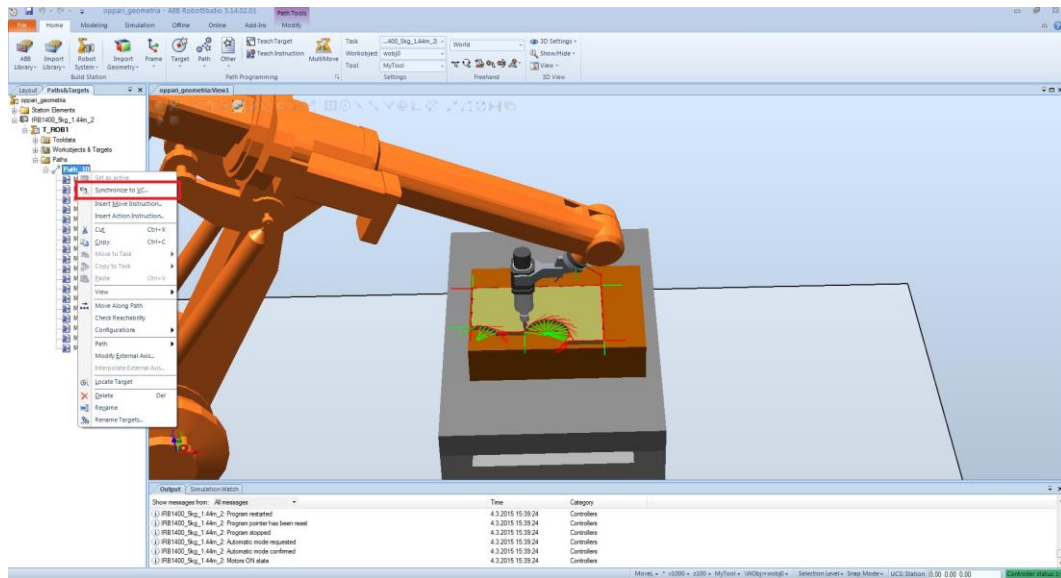 oppari_geometria - ABB RobotStudio 5.14.02.01
Path Tools
File Home Modeling Simulation Offline Online Add-Ins Modify
ABB Library
Import Library
Robot System
Import Geometry
Frame
Target
Path
Other
Teach Target
Teach Instruction
MultiMove
Task ...400_5kg_1.44m_2
Workobject wobj0
Tool MyTool
World
3D Settings
Show/Hide
View
Build Station
Path Programming
Settings
Freehand
3D View
Layout Paths&Targets
oppari_geometria:View1
oppari_geometria
Station Elements
IRB1400_5kg_1.44m_2
T_ROB1
Tooldata
Workobjects & Targets
Paths
Path_10
Set as active
Synchronize to VC...
Insert Move Instruction...
Insert Action Instruction...
Cut Ctrl+X
Copy Ctrl+C
Move to Task
Copy to Task
Paste Ctrl+V
View
Move Along Path
Check Reachability
Configurations
Path
Modify External Axis...
Interpolate External Axis...
Locate Target
Delete Del
Rename
Rename Targets...
Output Simulation Watch
Show messages from: All messages Time Category
IRB1400_5kg_1.44m_2: Program restarted 4.3.2015 15:39:24 Controllers
IRB1400_5kg_1.44m_2: Program pointer has been reset 4.3.2015 15:39:24 Controllers
IRB1400_5kg_1.44m_2: Program stopped 4.3.2015 15:39:24 Controllers
IRB1400_5kg_1.44m_2: Automatic mode requested 4.3.2015 15:39:24 Controllers
IRB1400_5kg_1.44m_2: Automatic mode confirmed 4.3.2015 15:39:24 Controllers
IRB1400_5kg_1.44m_2: Motors ON state 4.3.2015 15:39:24 Controllers
MoveL * v1000 z100 MyTool \WObj:=wobj0 Selection Level Snap Mode UCS: Station 0.00 0.00 0.00 Controller status: